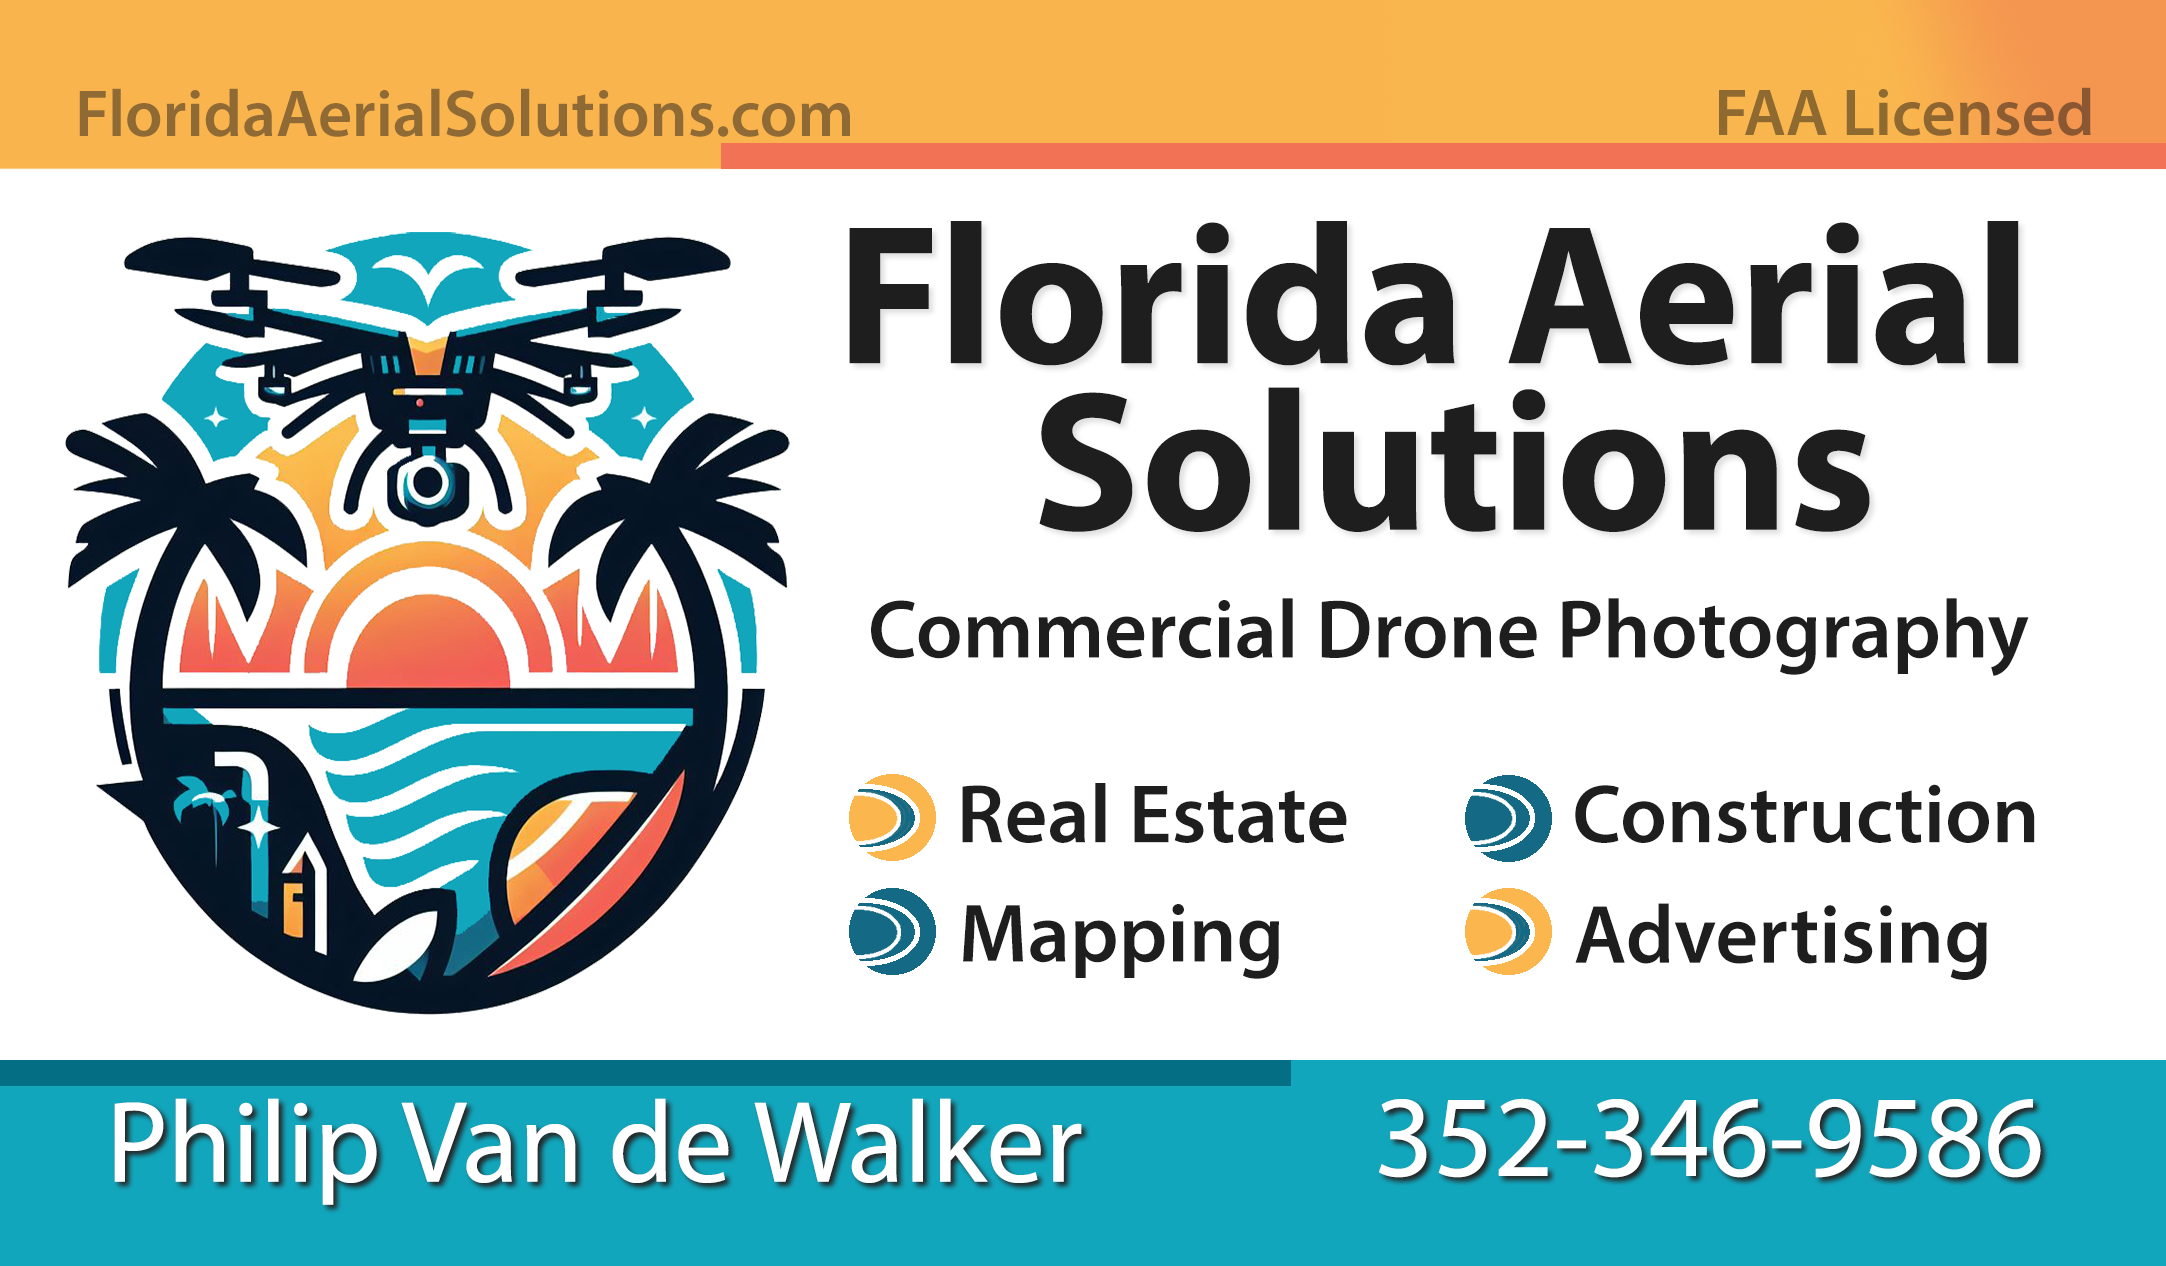 FloridaAerialSolutions.com
FAA Licensed
Florida Aerial
Solutions
Commercial Drone Photography
Real Estate
Construction
Mapping
Advertising
Philip Van de Walker
352-346-9586